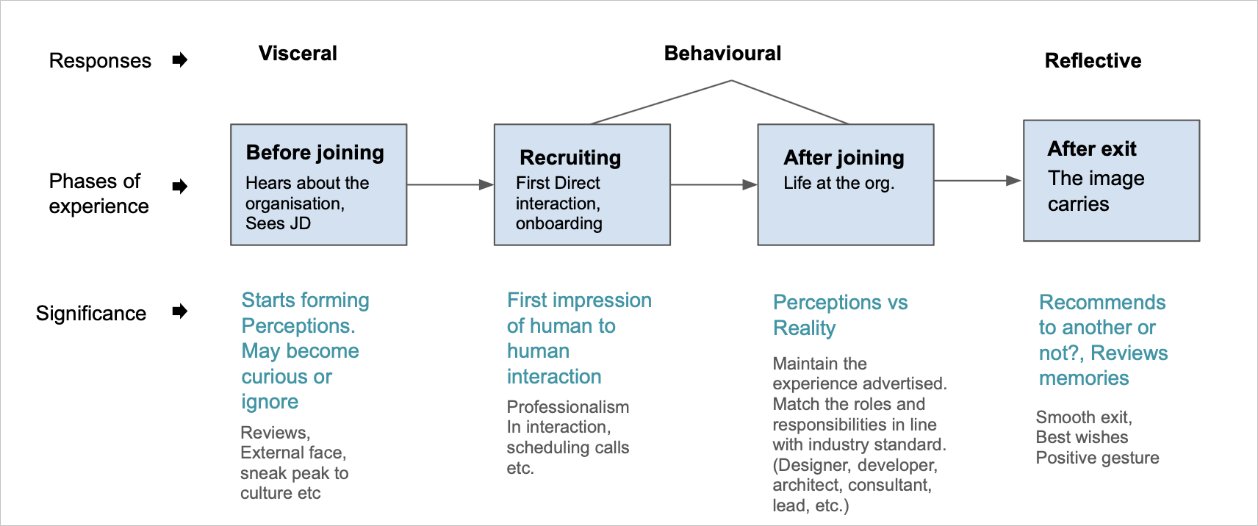 Responses
Visceral
Behavioural
Reflective
Phases of
experience
Before joining
Hears about the
organisation,
Sees JD
Recruiting
First Direct
interaction,
onboarding
After joining
Life at the org.
After exit
The image
carries
Significance
Starts forming
Perceptions.
May become
curious or
ignore
Reviews,
External face,
sneak peak to
culture etc
First impression
of human to
human
interaction
Professionalism
In interaction,
scheduling calls
etc.
Perceptions vs
Reality
Maintain the
experience advertised.
Match the roles and
responsibilities in line
with industry standard.
(Designer, developer,
architect, consultant,
lead, etc.)
Recommends
to another or
not?, Reviews
memories
Smooth exit,
Best wishes
Positive gesture